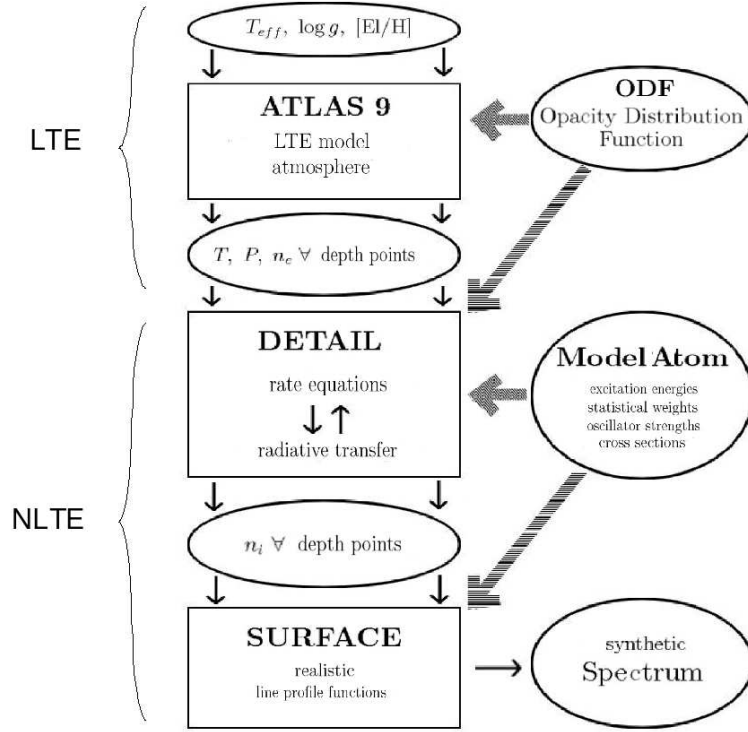 T_eff, log g, [El/H]
ATLAS 9
LTE model
atmosphere
ODF
Opacity Distribution
Function
LTE
T, P, n_e ∀ depth points
DETAIL
rate equations
radiative transfer
Model Atom
excitation energies
statistical weights
oscillator strengths
cross sections
NLTE
n_i ∀ depth points
SURFACE
realistic
line profile functions
synthetic
Spectrum